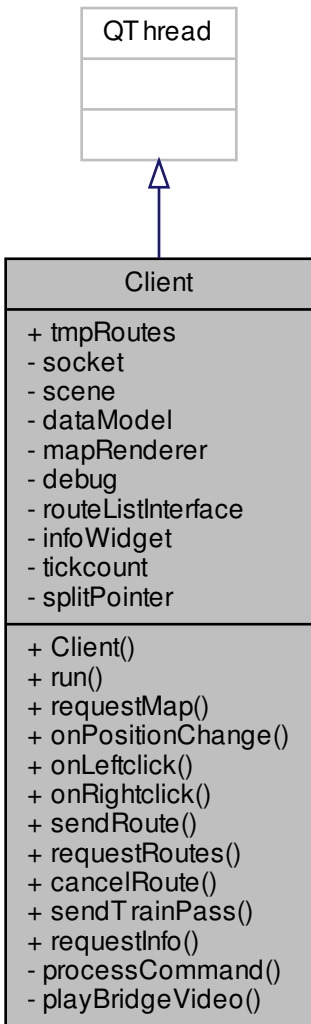 QThread
Client
+ tmpRoutes
- socket
- scene
- dataModel
- mapRenderer
- debug
- routeListInterface
- infoWidget
- tickcount
- splitPointer
+ Client()
+ run()
+ requestMap()
+ onPositionChange()
+ onLeftclick()
+ onRightclick()
+ sendRoute()
+ requestRoutes()
+ cancelRoute()
+ sendTrainPass()
+ requestInfo()
- processCommand()
- playBridgeVideo()